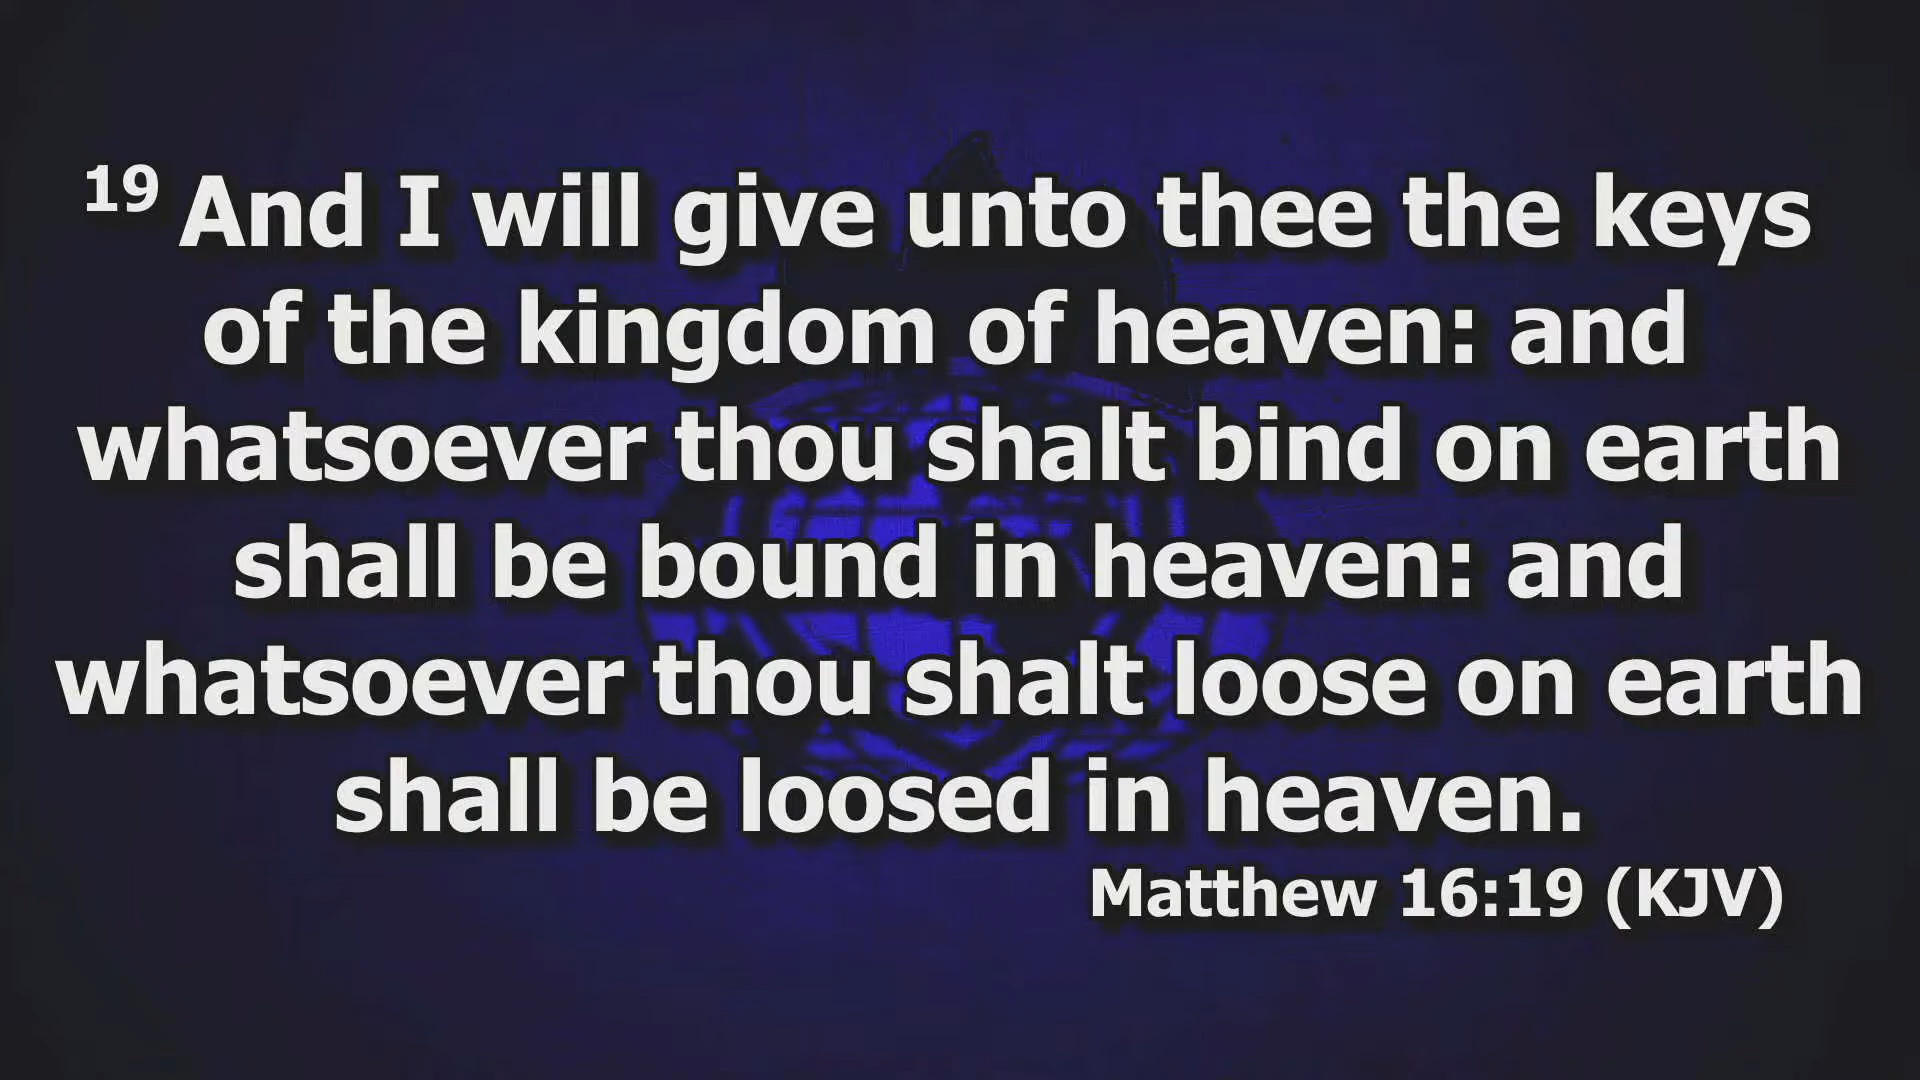 19 And I will give unto thee the keys
of the kingdom of heaven: and
whatsoever thou shalt bind on earth
shall be bound in heaven: and
whatsoever thou shalt loose on earth
shall be loosed in heaven.
Matthew 16:19 (KJV)